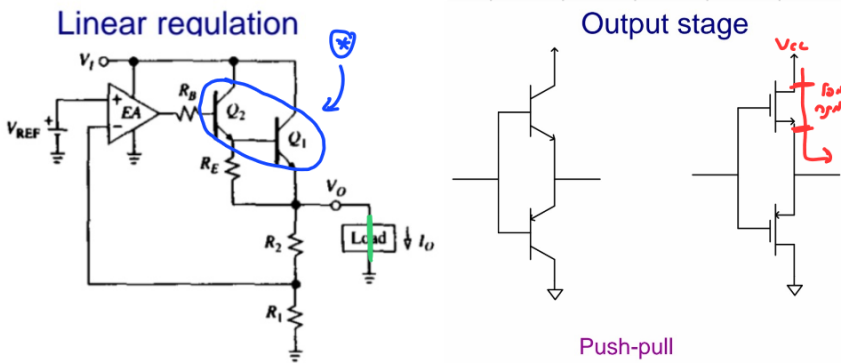 Linear regulation
V_I
R_B
Q_2
+
EA
−
V_REF
+
Q_1
R_E
V_O
R_2
Load
I_O
R_1
Output stage
Vcc
Push-pull